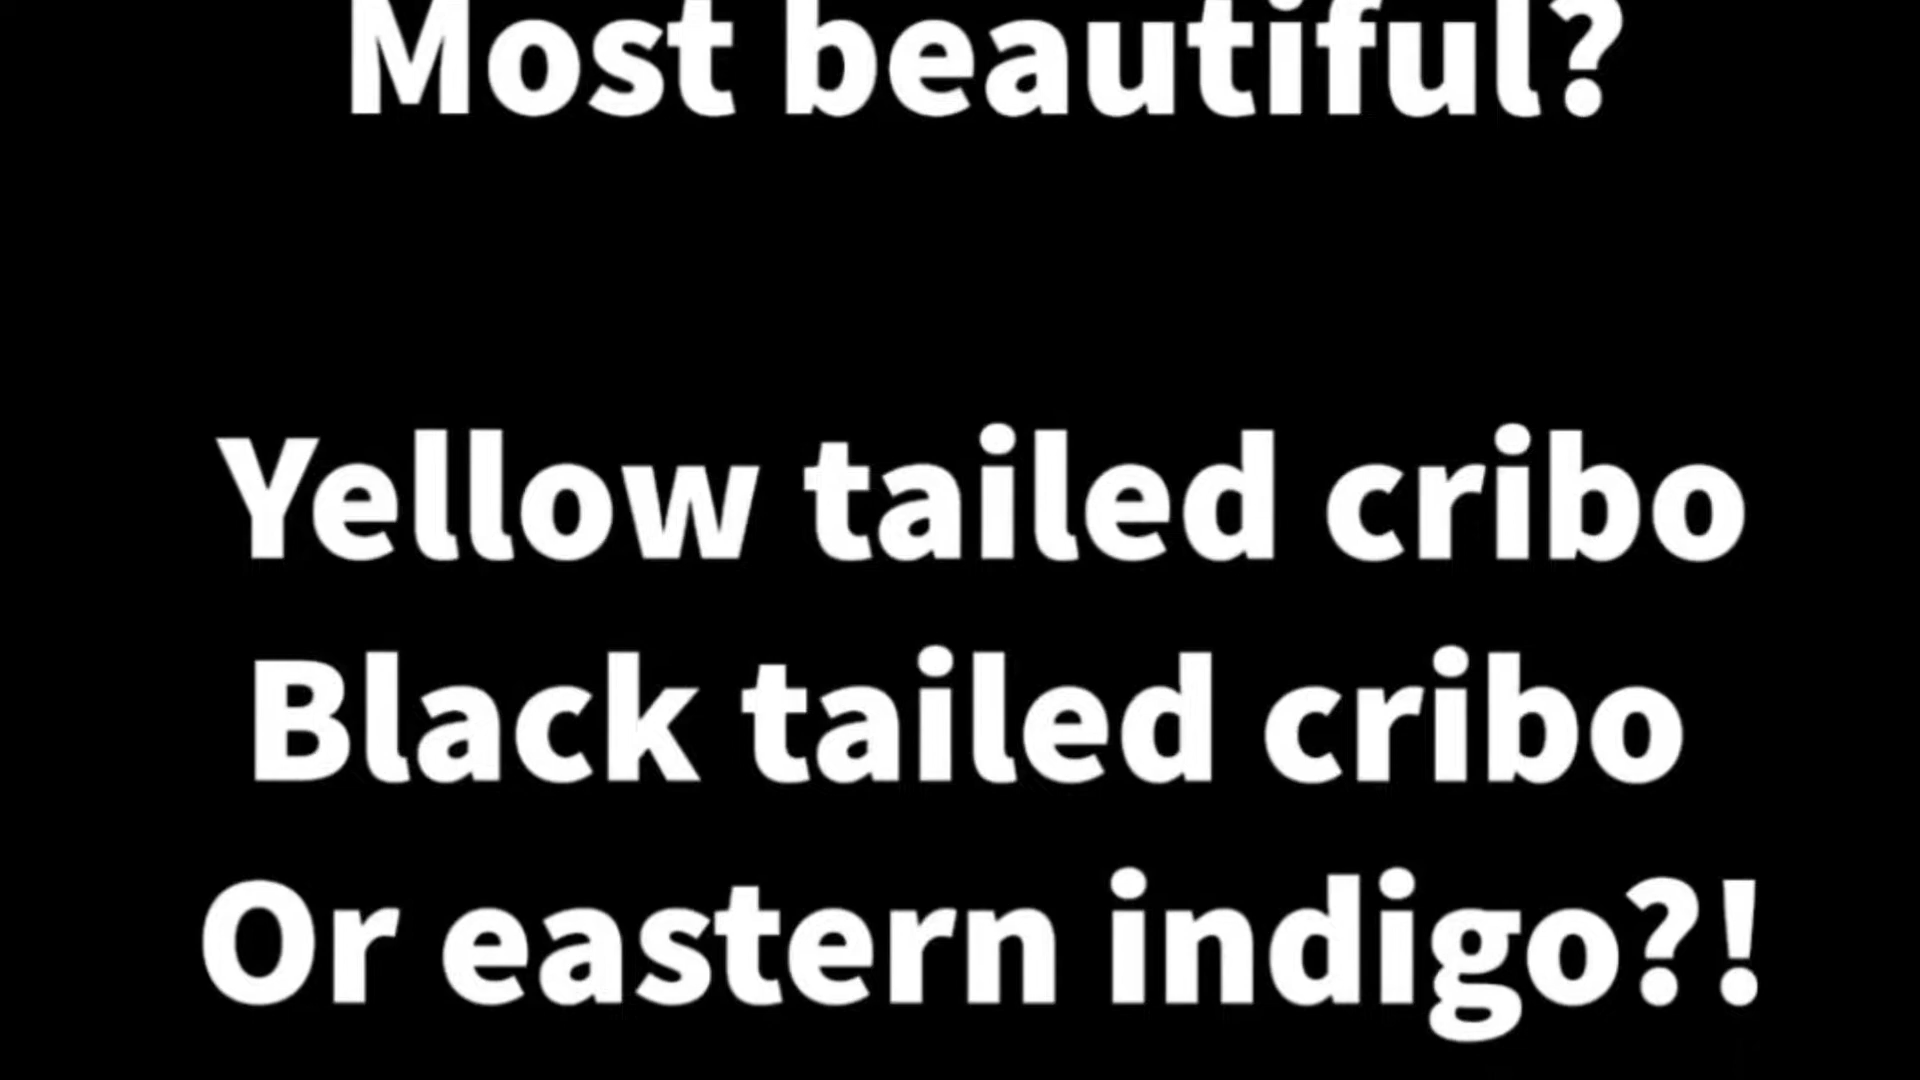 Most beautiful?
Yellow tailed cribo
Black tailed cribo
Or eastern indigo?!